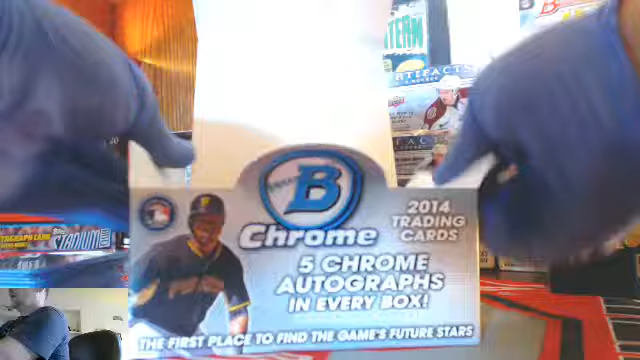 TERN
ARTIFACTS
B
Chrome
2014
TRADING
CARDS
5 CHROME
AUTOGRAPHS
IN EVERY BOX!
THE FIRST PLACE TO FIND THE GAME'S FUTURE STARS
STADIUM